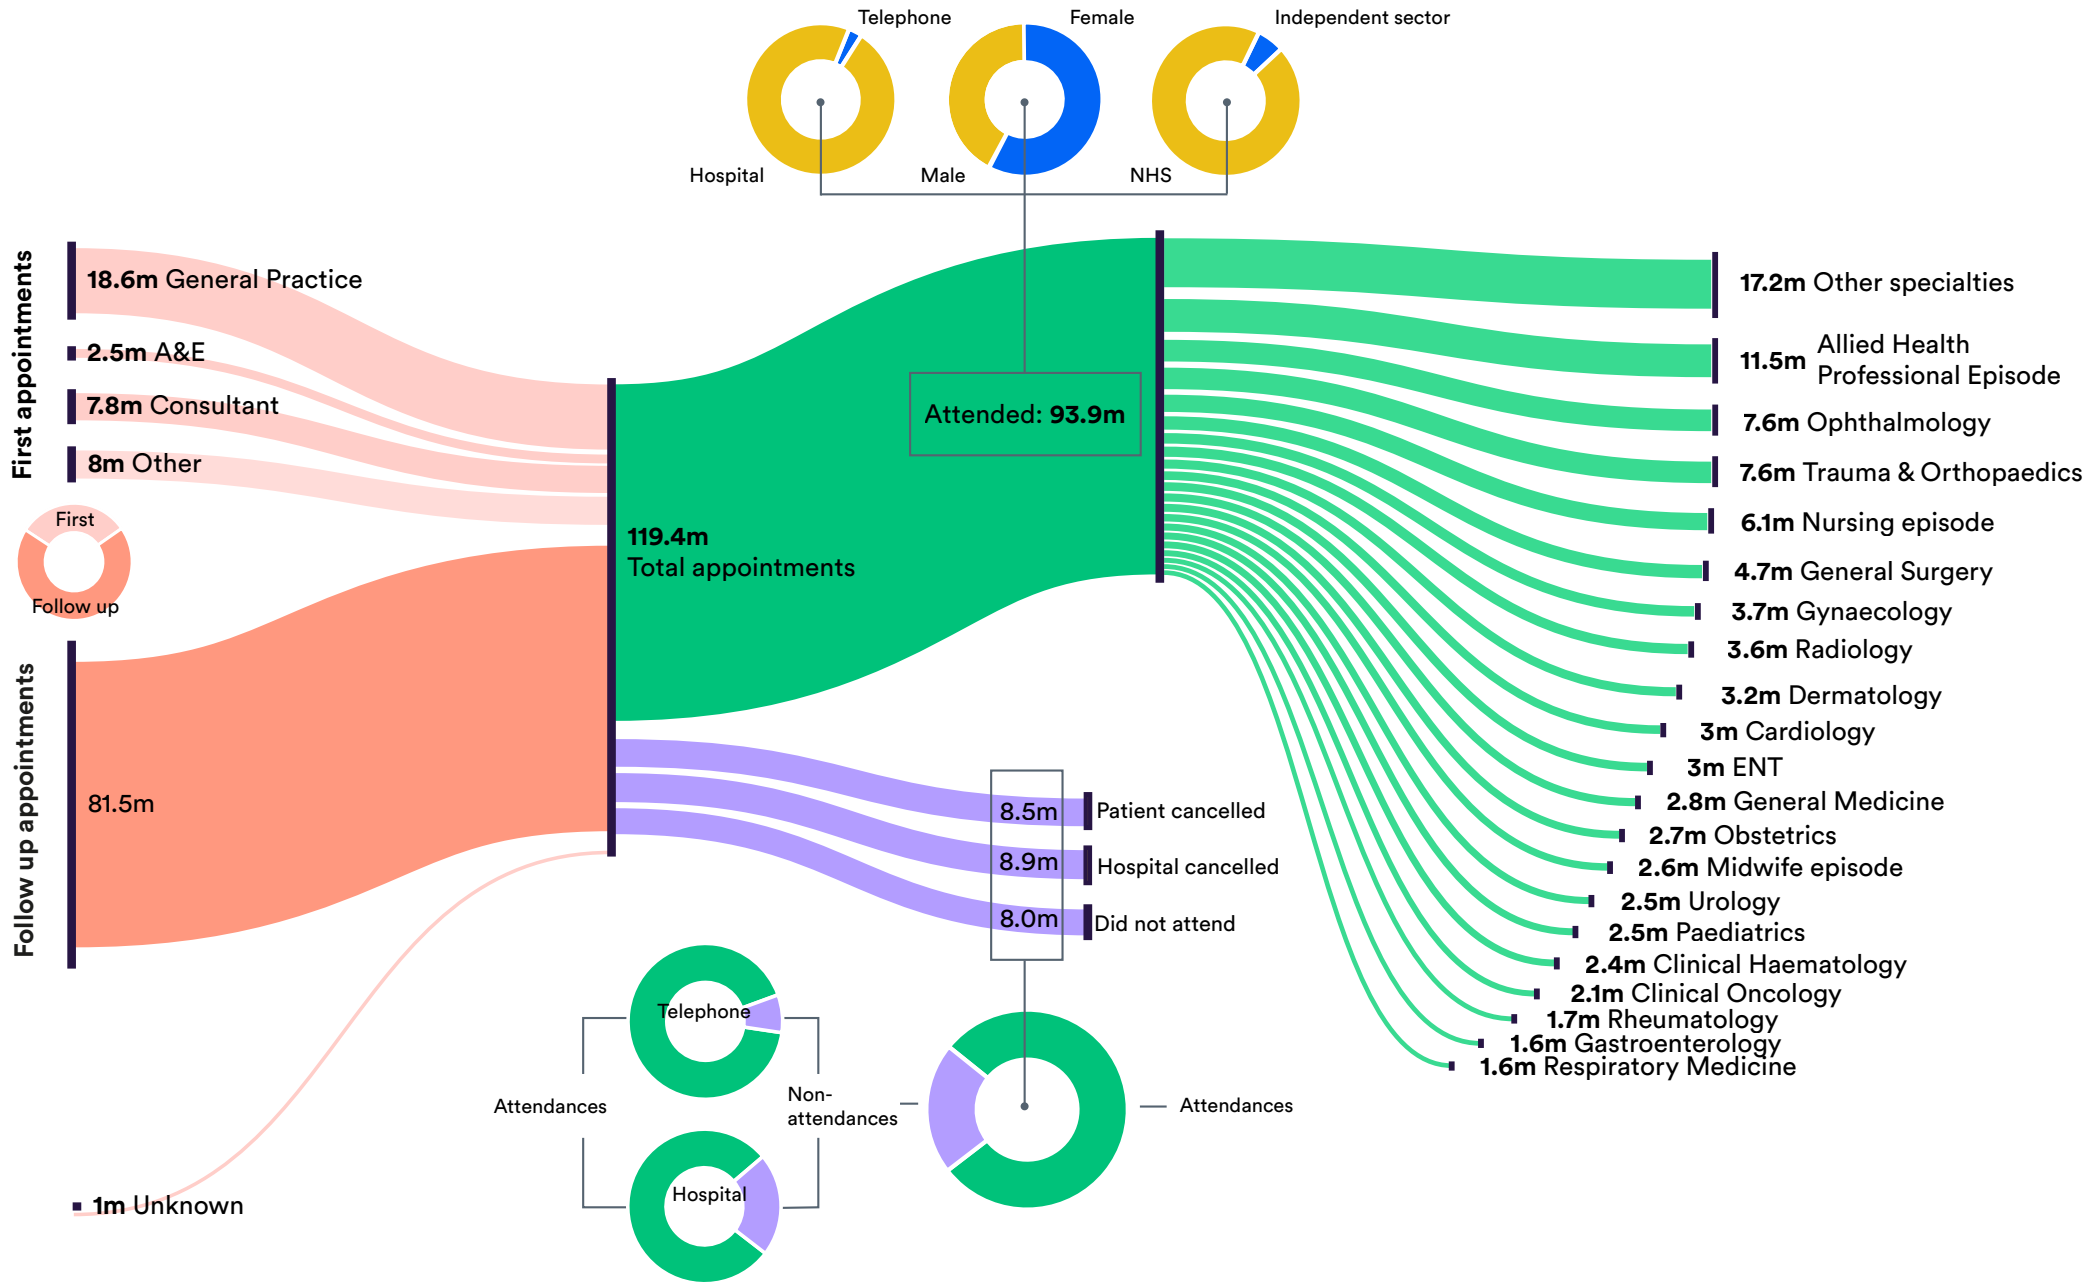 Telephone
Female
Independent sector
Hospital
Male
NHS
First appointments
18.6m General Practice
2.5m A&E
7.8m Consultant
8m Other
First
Follow up
Follow up appointments
81.5m
1m Unknown
119.4m
Total appointments
Attended: 93.9m
8.5m Patient cancelled
8.9m Hospital cancelled
8.0m Did not attend
Telephone
Attendances
Non-
attendances
Hospital
Attendances
17.2m Other specialties
11.5m Allied Health
Professional Episode
7.6m Ophthalmology
7.6m Trauma & Orthopaedics
6.1m Nursing episode
4.7m General Surgery
3.7m Gynaecology
3.6m Radiology
3.2m Dermatology
3m Cardiology
3m ENT
2.8m General Medicine
2.7m Obstetrics
2.6m Midwife episode
2.5m Urology
2.5m Paediatrics
2.4m Clinical Haematology
2.1m Clinical Oncology
1.7m Rheumatology
1.6m Gastroenterology
1.6m Respiratory Medicine